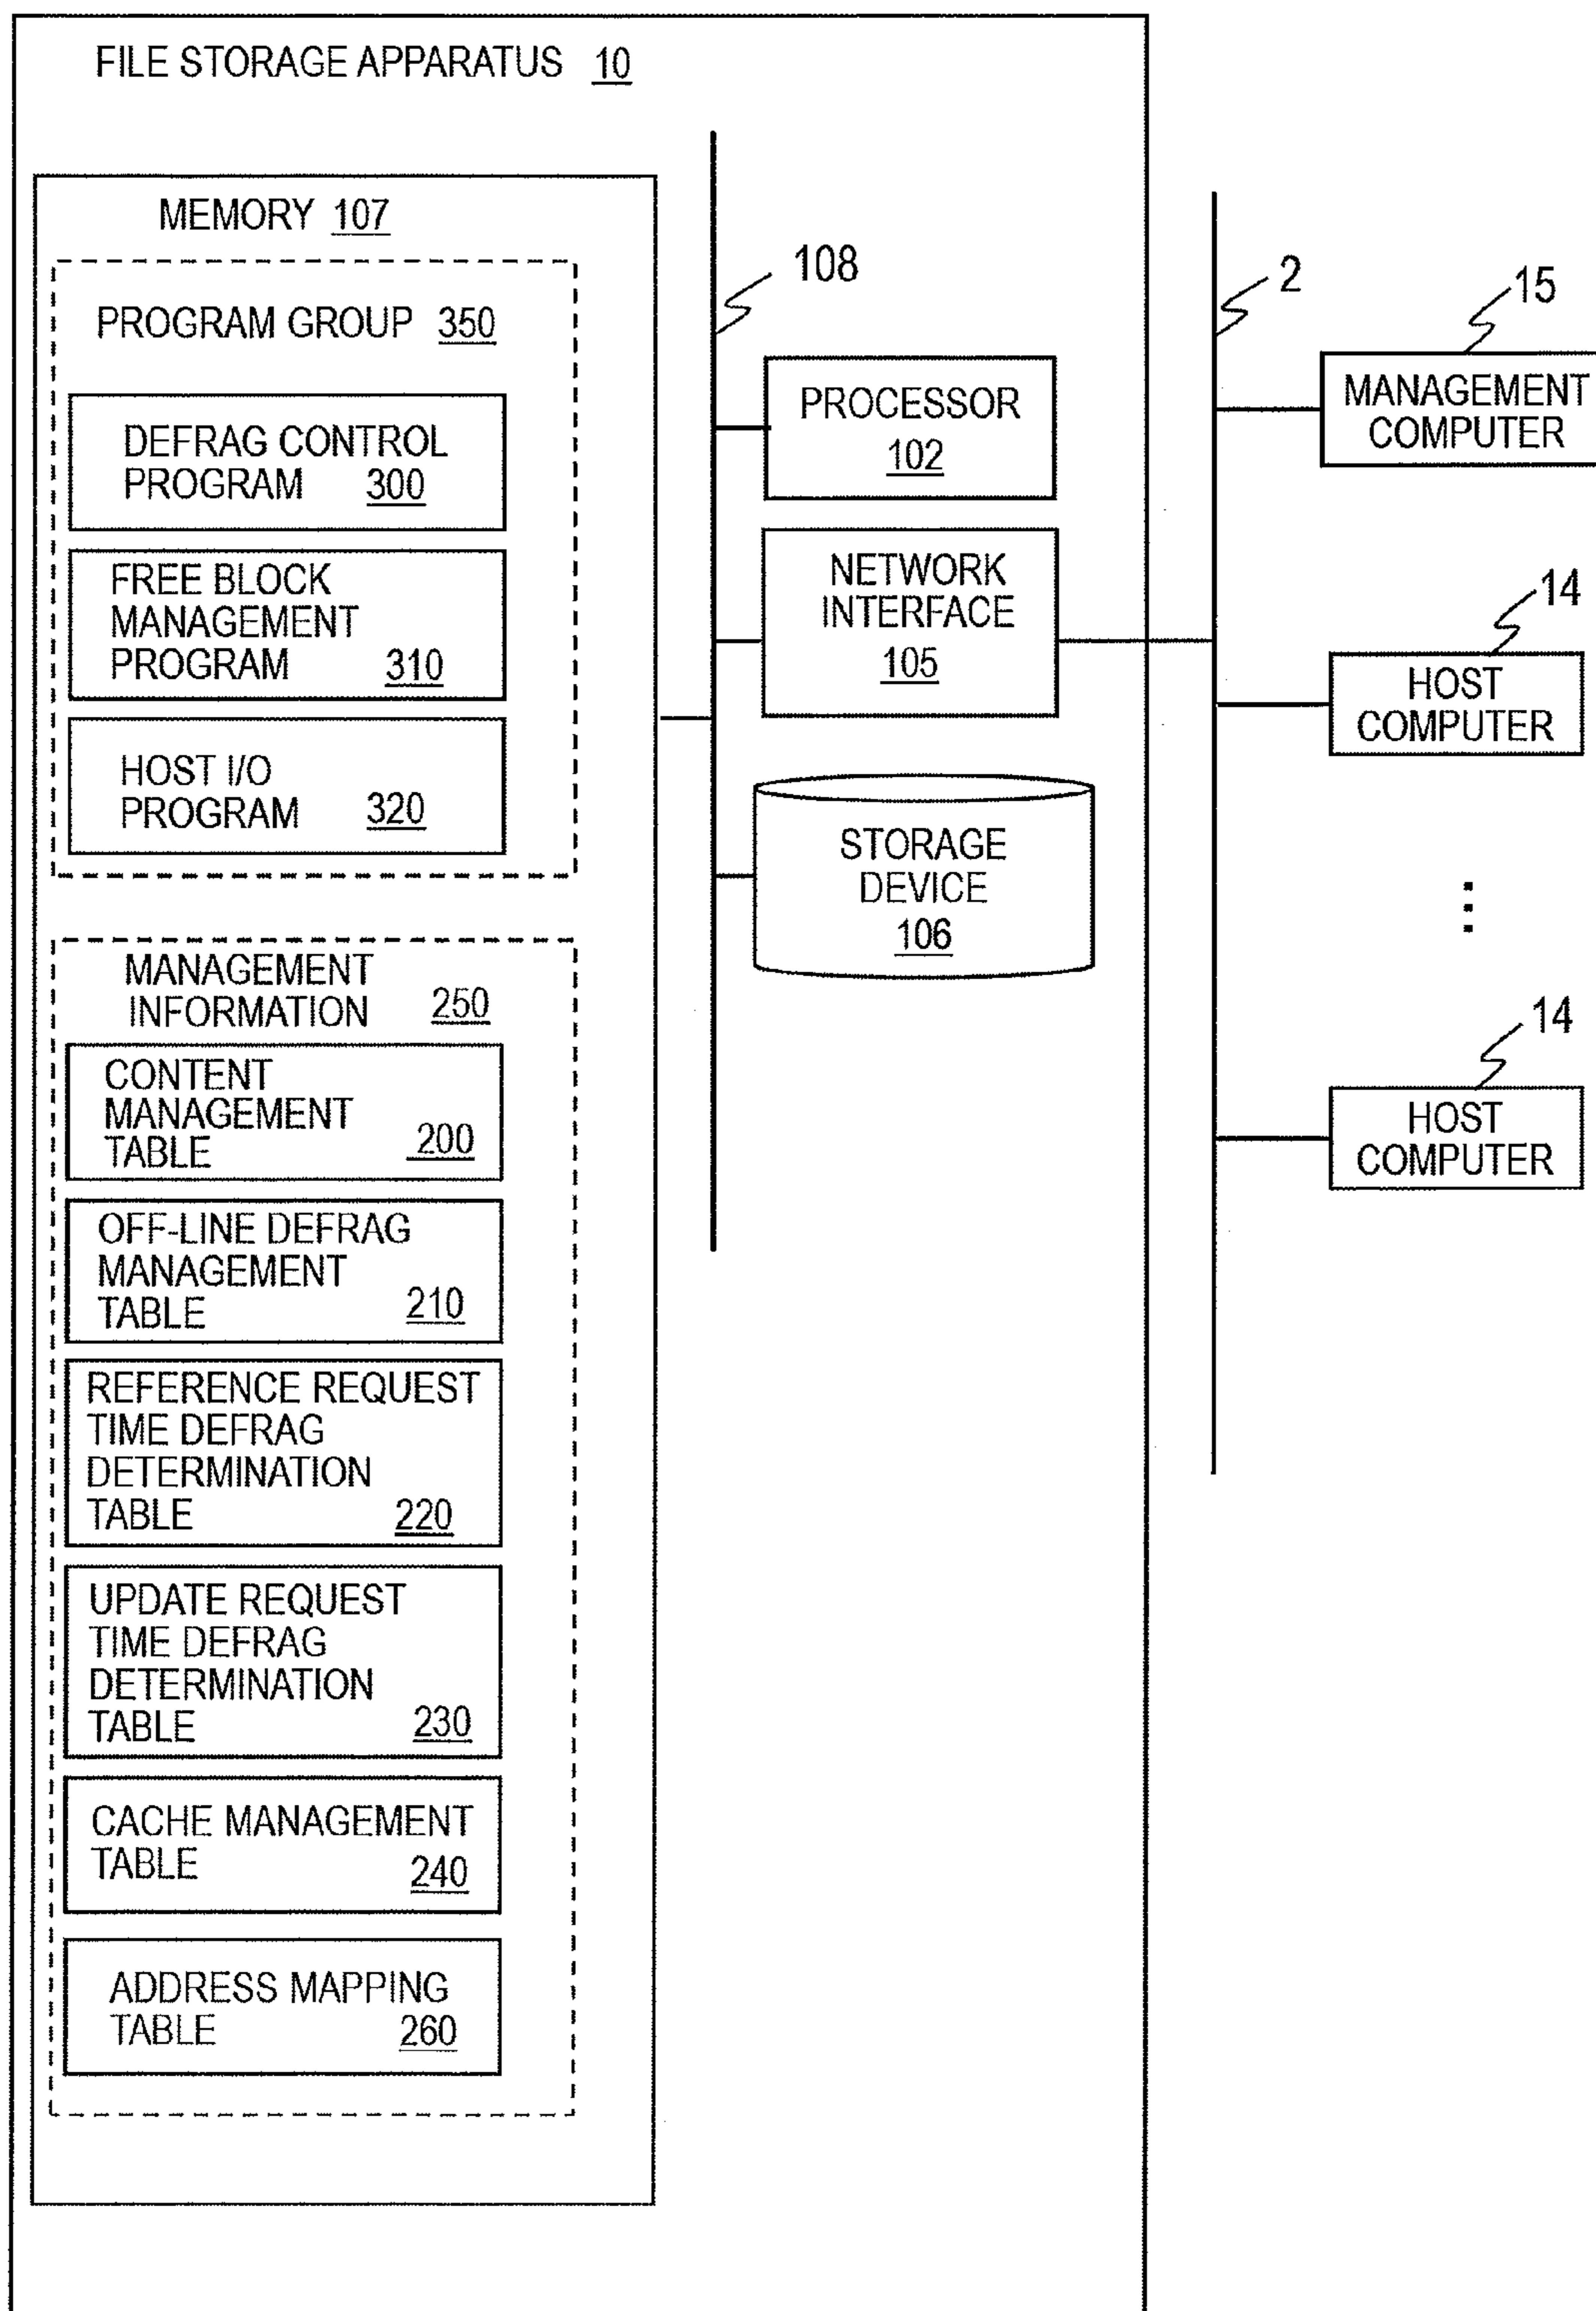 FILE STORAGE APPARATUS 10
MEMORY 107
PROGRAM GROUP 350
DEFRAG CONTROL
PROGRAM 300
FREE BLOCK
MANAGEMENT
PROGRAM 310
HOST I/O
PROGRAM 320
MANAGEMENT
INFORMATION 250
CONTENT
MANAGEMENT
TABLE 200
OFF-LINE DEFRAG
MANAGEMENT
TABLE 210
REFERENCE REQUEST
TIME DEFRAG
DETERMINATION
TABLE 220
UPDATE REQUEST
TIME DEFRAG
DETERMINATION
TABLE 230
CACHE MANAGEMENT
TABLE 240
ADDRESS MAPPING
TABLE 260
108
PROCESSOR
102
NETWORK
INTERFACE
105
STORAGE
DEVICE
106
2
15
MANAGEMENT
COMPUTER
14
HOST
COMPUTER
⋮
14
HOST
COMPUTER